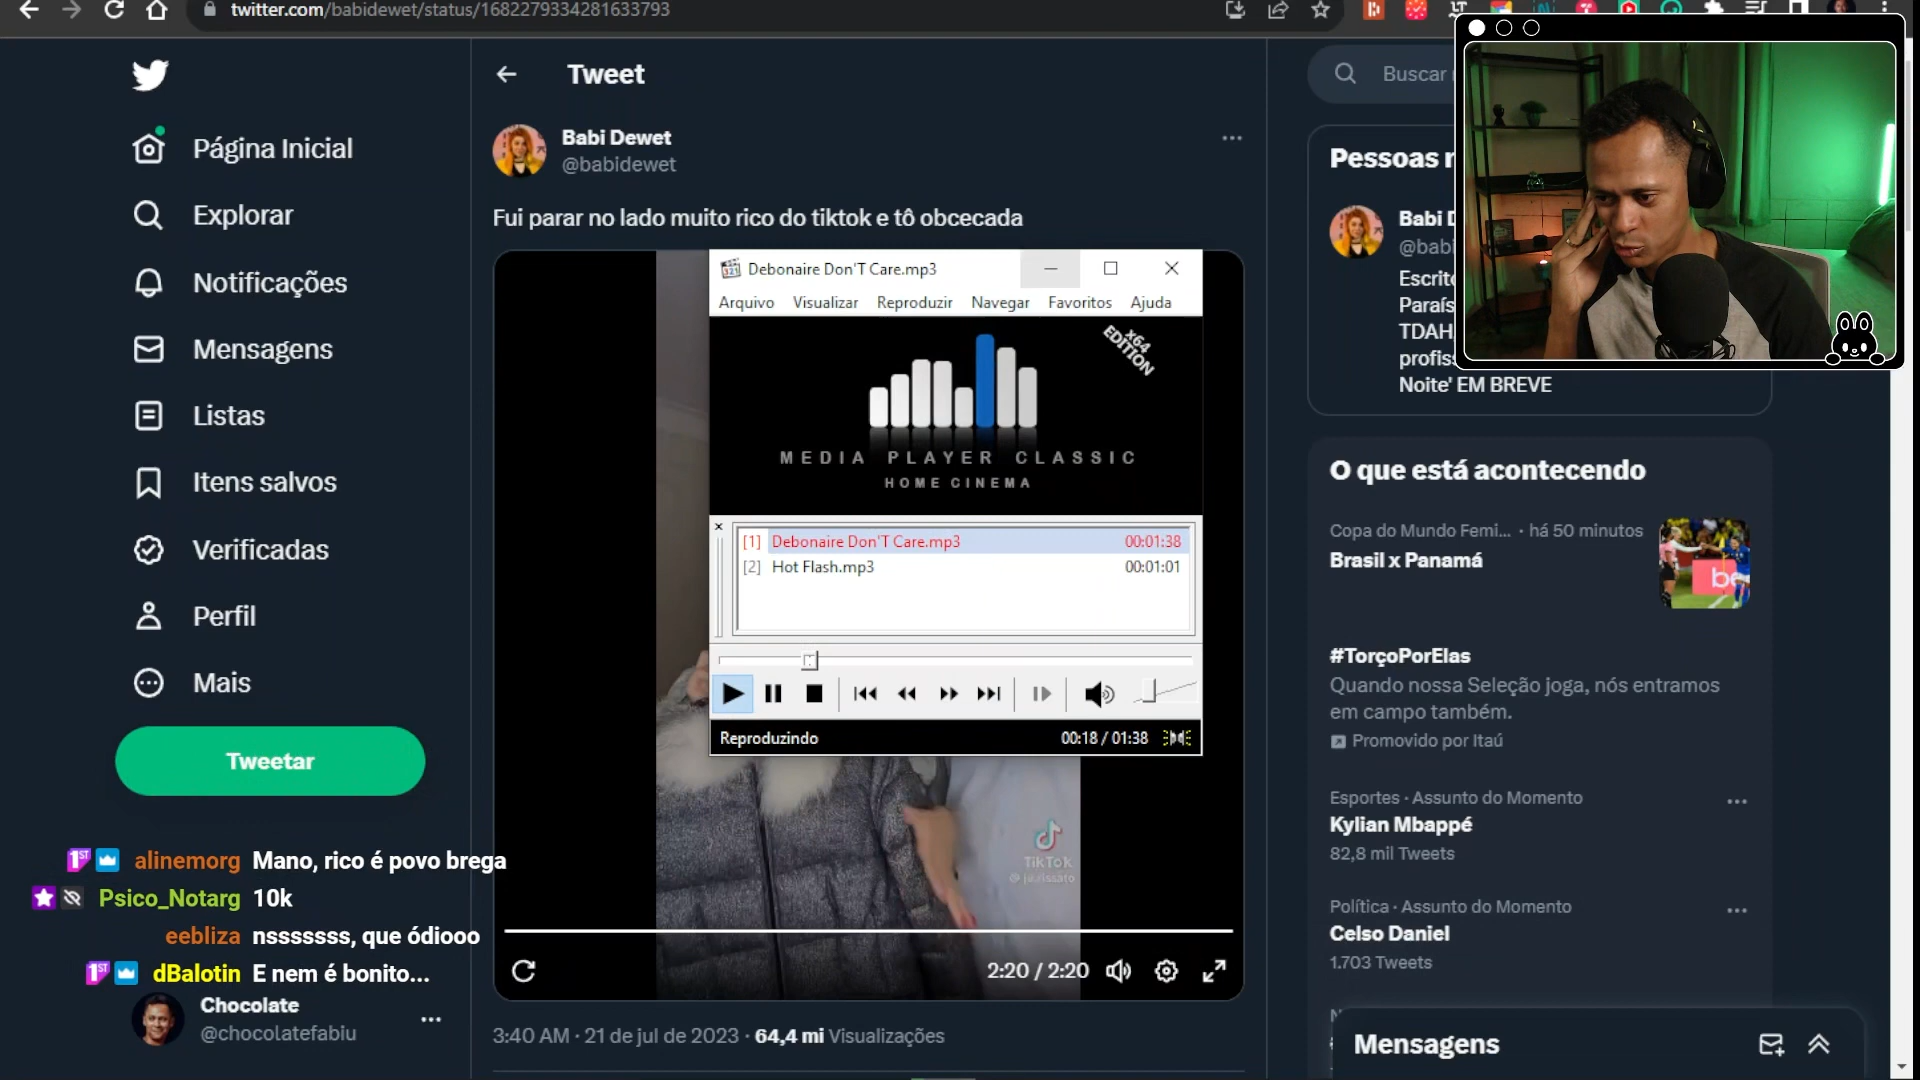 twitter.com/babidewet/status/1682279334281633793
Página Inicial
Explorar
Notificações
Mensagens
Listas
Itens salvos
Verificadas
Perfil
Mais
Tweetar
alinemorg Mano, rico é povo brega
Psico_Notarg 10k
eebliza nsssssss, que ódiooo
dBalotin E nem é bonito...
Chocolate
@chocolatefabiu
Tweet
Babi Dewet
@babidewet
Fui parar no lado muito rico do tiktok e tô obcecada
Debonaire Don'T Care.mp3
Arquivo Visualizar Reproduzir Navegar Favoritos Ajuda
x64
EDITION
MEDIA PLAYER CLASSIC
HOME CINEMA
[1] Debonaire Don'T Care.mp3 00:01:38
[2] Hot Flash.mp3 00:01:01
Reproduzindo 00:18 / 01:38
TikTok
2:20 / 2:20
3:40 AM · 21 de jul de 2023 · 64,4 mi Visualizações
Buscar
Pessoas
Babi
@babi
TDAH,
Noite' EM BREVE
O que está acontecendo
Copa do Mundo Femi... · há 50 minutos
Brasil x Panamá
be
#TorçoPorElas
Quando nossa Seleção joga, nós entramos
em campo também.
Promovido por Itaú
Esportes · Assunto do Momento
Kylian Mbappé
82,8 mil Tweets
Política · Assunto do Momento
Celso Daniel
1.703 Tweets
Mensagens